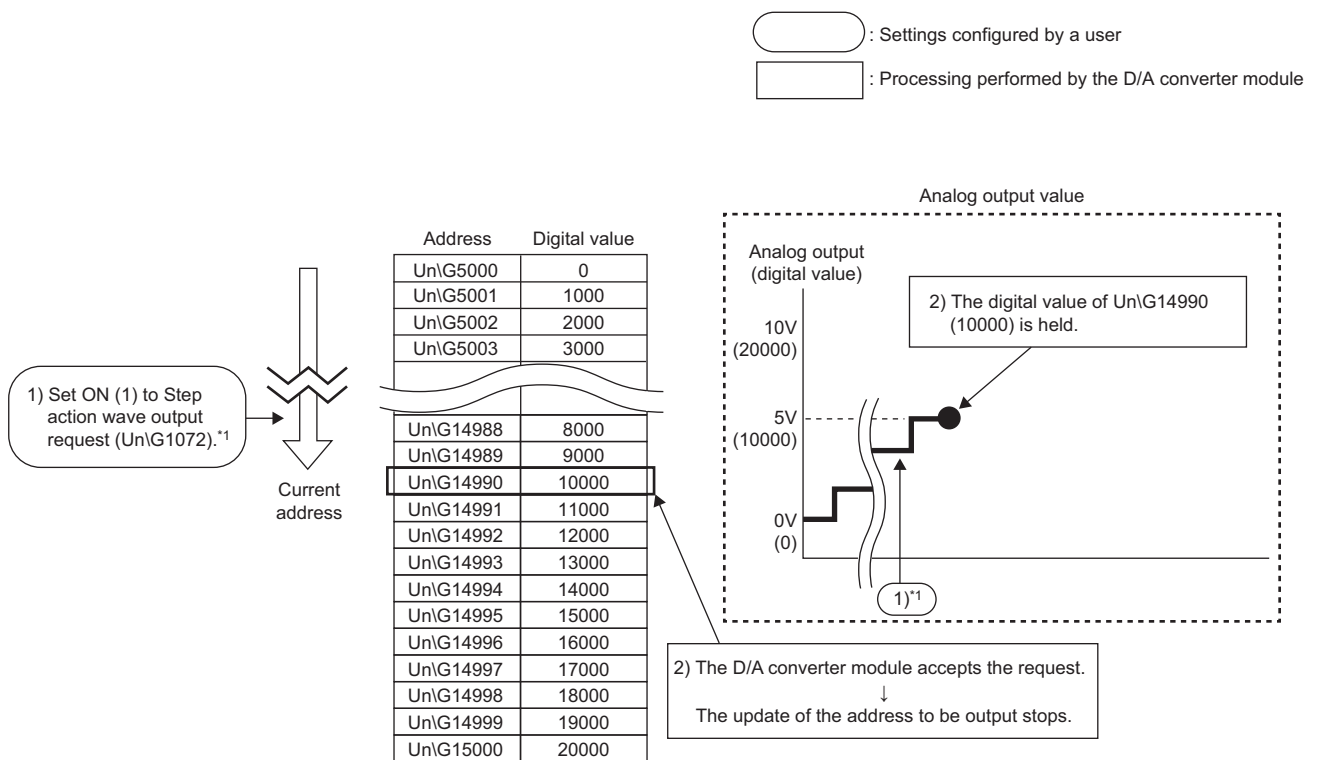 : Settings configured by a user
: Processing performed by the D/A converter module
Analog output value
Address Digital value
Un\G5000 0
Un\G5001 1000
Un\G5002 2000
Un\G5003 3000
Un\G14988 8000
Un\G14989 9000
Un\G14990 10000
Un\G14991 11000
Un\G14992 12000
Un\G14993 13000
Un\G14994 14000
Un\G14995 15000
Un\G14996 16000
Un\G14997 17000
Un\G14998 18000
Un\G14999 19000
Un\G15000 20000
1) Set ON (1) to Step
action wave output
request (Un\G1072).*1
Current
address
Analog output
(digital value)
10V
(20000)
5V
(10000)
0V
(0)
2) The digital value of Un\G14990
(10000) is held.
1)*1
2) The D/A converter module accepts the request.
↓
The update of the address to be output stops.